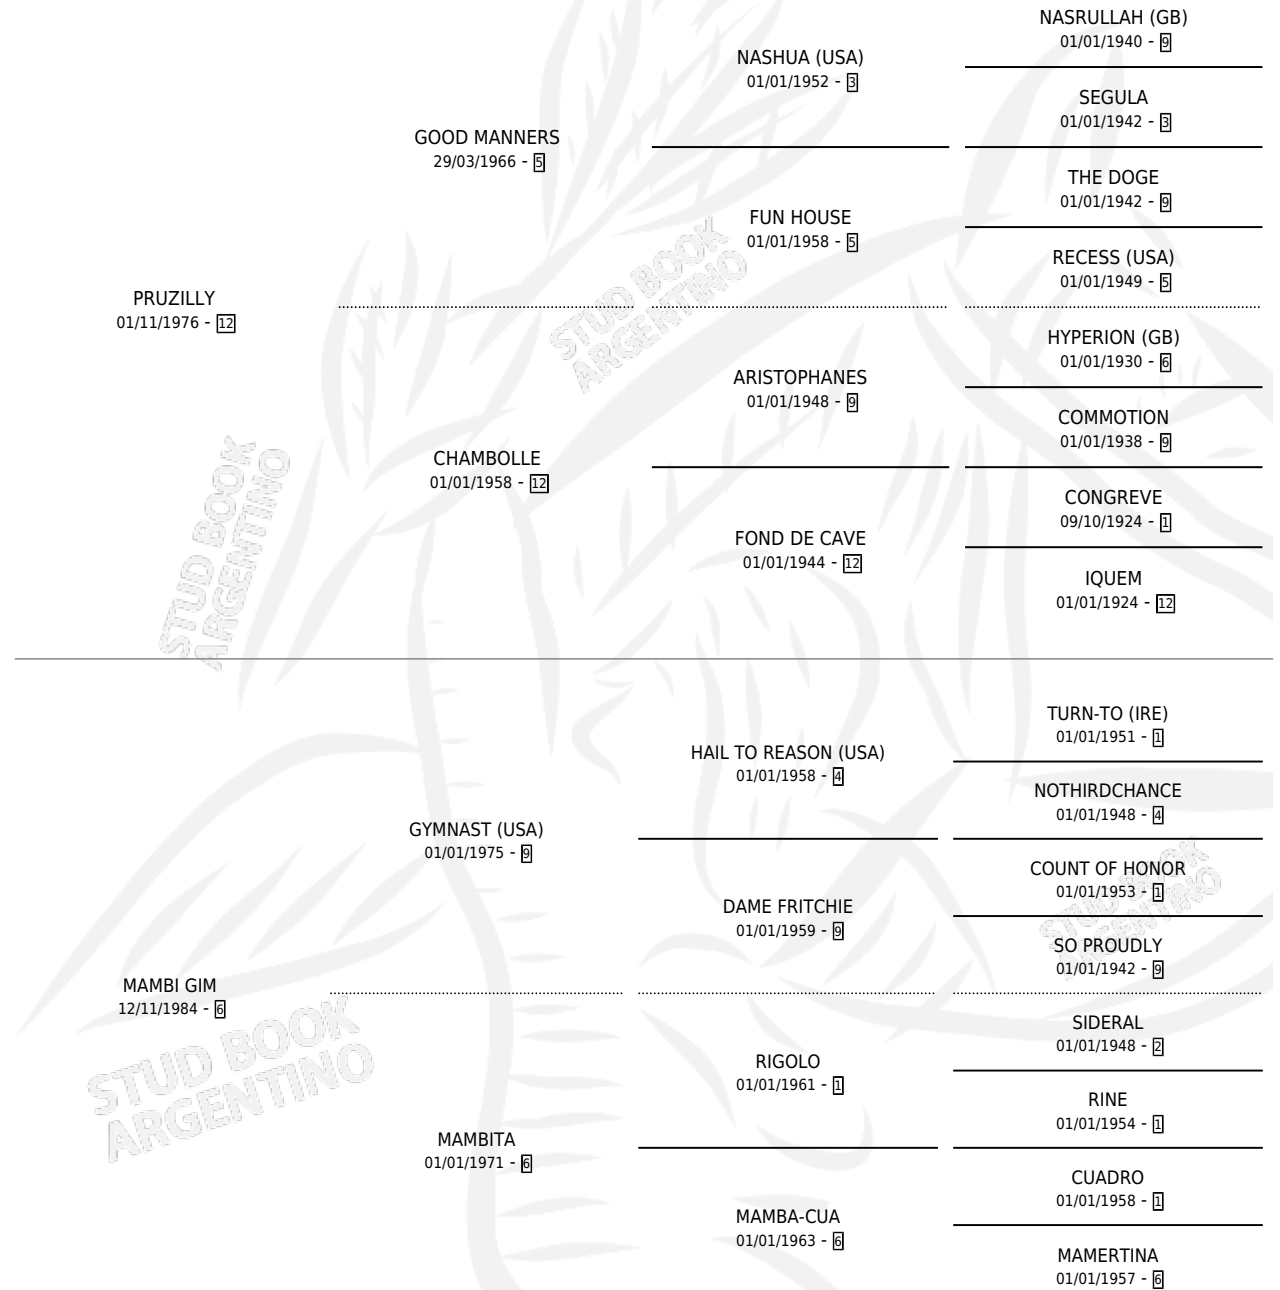 NASRULLAH (GB)
01/01/1940 - 9
NASHUA (USA)
01/01/1952 - 3
SEGULA
01/01/1942 - 3
GOOD MANNERS
29/03/1966 - 5
THE DOGE
01/01/1942 - 9
FUN HOUSE
01/01/1958 - 5
RECESS (USA)
01/01/1949 - 5
PRUZILLY
01/11/1976 - 12
HYPERION (GB)
01/01/1930 - 6
ARISTOPHANES
01/01/1948 - 9
COMMOTION
01/01/1938 - 9
CHAMBOLLE
01/01/1958 - 12
CONGREVE
09/10/1924 - 1
FOND DE CAVE
01/01/1944 - 12
IQUEM
01/01/1924 - 12
TURN-TO (IRE)
01/01/1951 - 1
HAIL TO REASON (USA)
01/01/1958 - 4
NOTHIRDCHANCE
01/01/1948 - 4
GYMNAST (USA)
01/01/1975 - 9
COUNT OF HONOR
01/01/1953 - 1
DAME FRITCHIE
01/01/1959 - 9
SO PROUDLY
01/01/1942 - 9
MAMBI GIM
12/11/1984 - 6
SIDERAL
01/01/1948 - 2
RIGOLO
01/01/1961 - 1
RINE
01/01/1954 - 1
MAMBITA
01/01/1971 - 6
CUADRO
01/01/1958 - 1
MAMBA-CUA
01/01/1963 - 6
MAMERTINA
01/01/1957 - 6
STUD BOOK
ARGENTINO
STUD BOOK
ARGENTINO
STUD BOOK
ARGENTINO
STUD BOOK
ARGENTINO